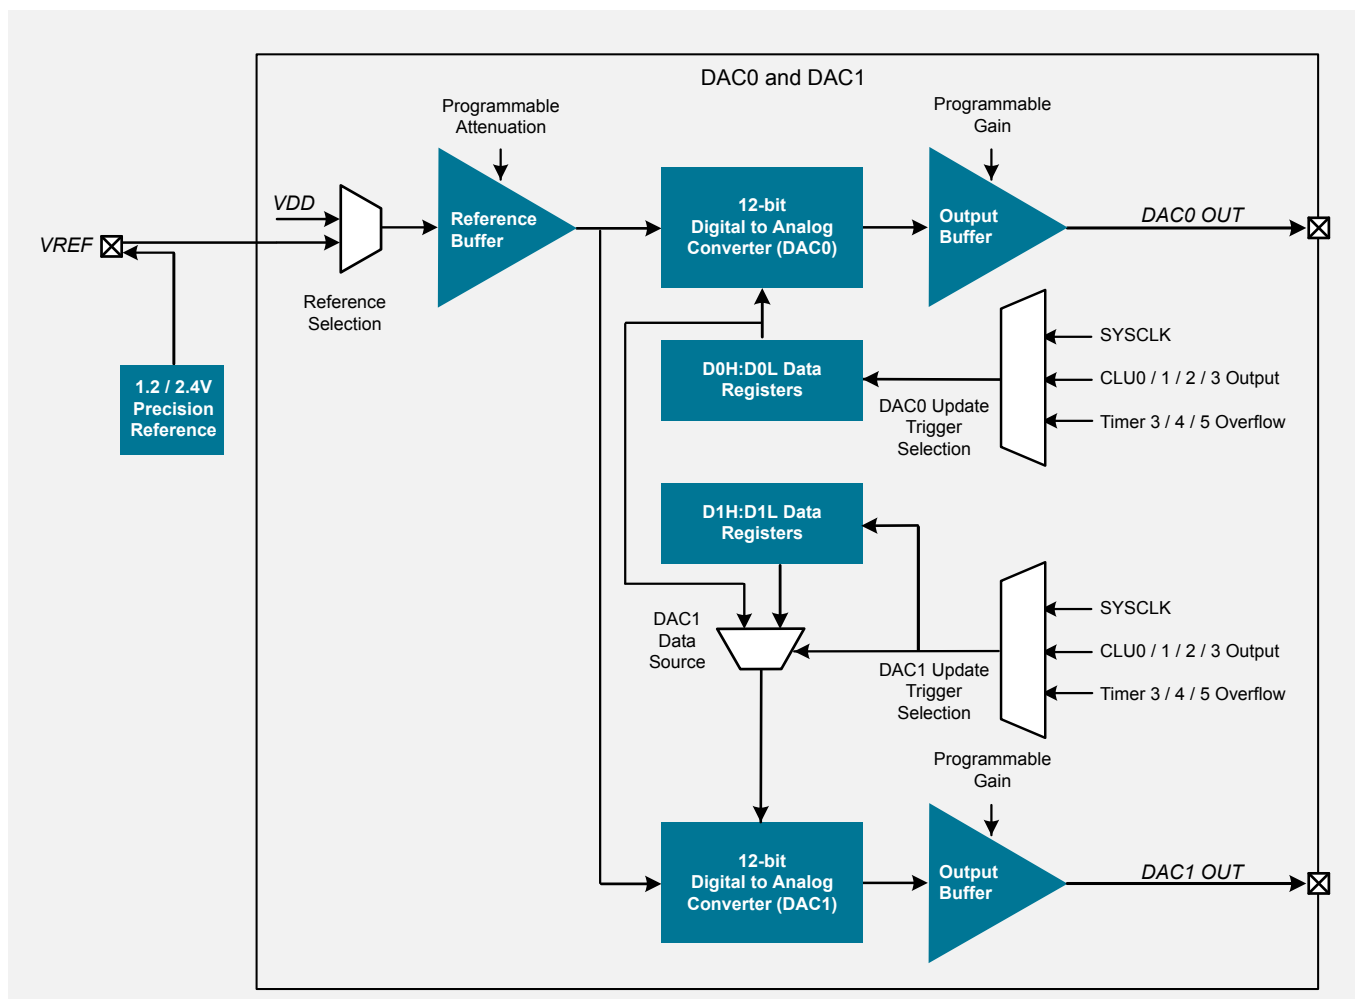 DAC0 and DAC1
Programmable
Attenuation
Programmable
Gain
VDD
VREF
Reference
Buffer
12-bit
Digital to Analog
Converter (DAC0)
Output
Buffer
DAC0 OUT
Reference
Selection
1.2 / 2.4V
Precision
Reference
D0H:D0L Data
Registers
DAC0 Update
Trigger
Selection
SYSCLK
CLU0 / 1 / 2 / 3 Output
Timer 3 / 4 / 5 Overflow
D1H:D1L Data
Registers
DAC1
Data
Source
DAC1 Update
Trigger
Selection
SYSCLK
CLU0 / 1 / 2 / 3 Output
Timer 3 / 4 / 5 Overflow
Programmable
Gain
12-bit
Digital to Analog
Converter (DAC1)
Output
Buffer
DAC1 OUT